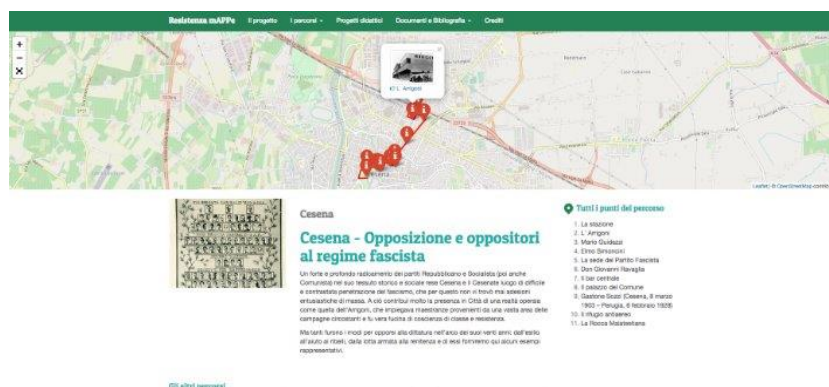 Resistenza mAPPe Il progetto I percorsi Progetti didattici Documenti e Bibliografia Crediti
+
−
L' Arrigoni
Cesena
Leaflet | © OpenStreetMap
Cesena
Cesena - Opposizione e oppositori
al regime fascista
Un forte e profondo radicamento dei partiti Repubblicano e Socialista (poi anche
Comunista) nel suo tessuto storico e sociale rese Cesena e il Cesenate luogo di difficile
e contrastata penetrazione del fascismo, che per questo non vi trovò mai adesioni
entusiastiche di massa. A ciò contribuì molto la presenza in Città di una realtà operaia
come quella dell'Arrigoni, che impiegava maestranze provenienti da una vasta area delle
campagne circostanti e fu vera fucina di coscienza di classe e resistenza.
Ma tanti furono i modi per opporsi alla dittatura nell'arco dei suoi venti anni: dall'esilio
all'aiuto ai ribelli, dalla lotta armata alla renitenza e di essi forniremo qui alcuni esempi
rappresentativi.
Tutti i punti del percorso
1. La stazione
2. L' Arrigoni
3. Mario Guidazzi
4. Elmo Simoncini
5. La sede del Partito Fascista
6. Don Giovanni Ravaglia
7. Il bar centrale
8. Il palazzo del Comune
9. Gastone Sozzi (Cesena, 8 marzo
1903 – Perugia, 6 febbraio 1928)
10. Il rifugio antiaereo
11. La Rocca Malatestiana
Gli altri percorsi